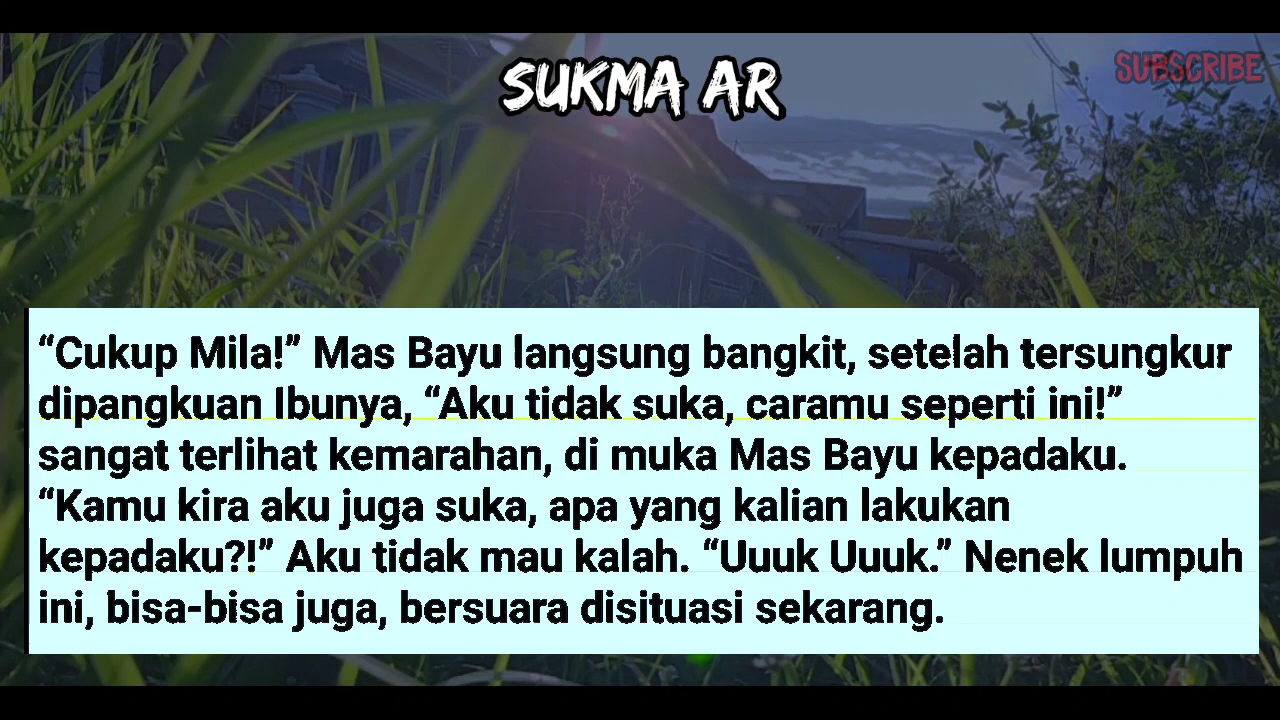 SUKMA AR
SUBSCRIBE
“Cukup Mila!” Mas Bayu langsung bangkit, setelah tersungkur
dipangkuan Ibunya, “Aku tidak suka, caramu seperti ini!”
sangat terlihat kemarahan, di muka Mas Bayu kepadaku.
“Kamu kira aku juga suka, apa yang kalian lakukan
kepadaku?!” Aku tidak mau kalah. “Uuuk Uuuk.” Nenek lumpuh
ini, bisa-bisa juga, bersuara disituasi sekarang.